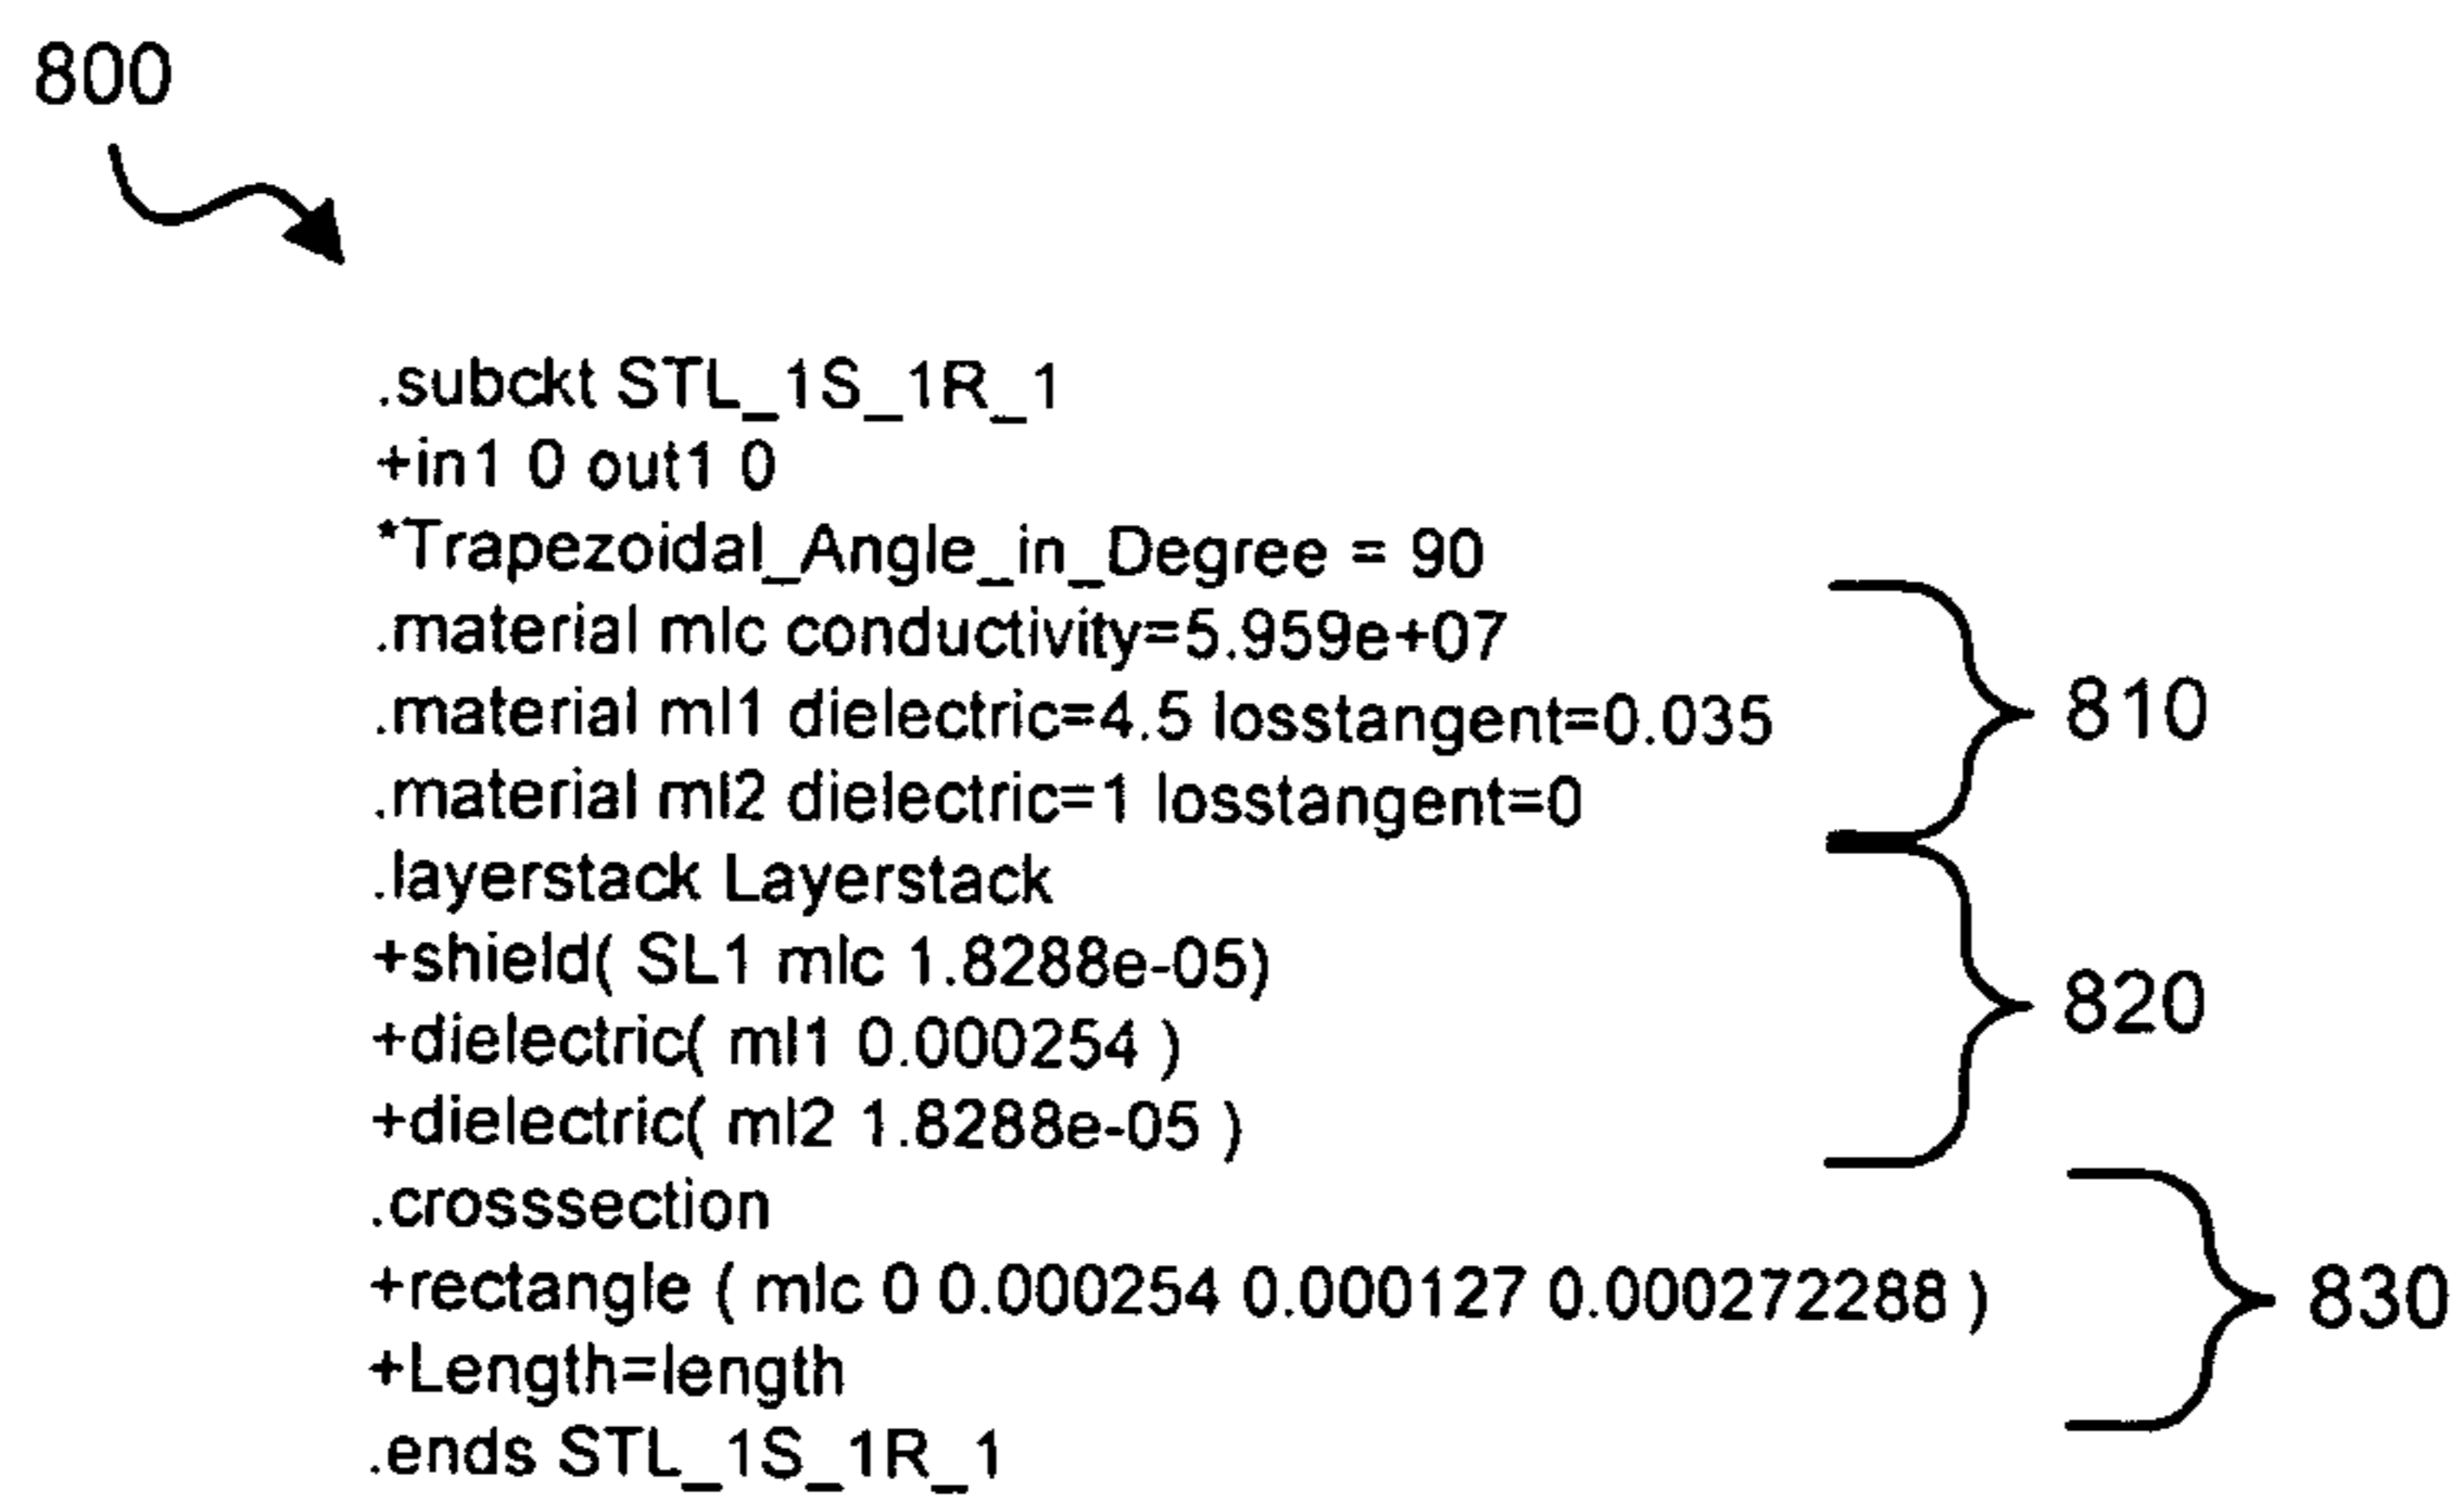 800
.subckt STL_1S_1R_1
+in1 0 out1 0
*Trapezoidal_Angle_in_Degree = 90
.material mlc conductivity=5.959e+07
.material ml1 dielectric=4.5 losstangent=0.035
810
.material ml2 dielectric=1 losstangent=0
.layerstack Layerstack
+shield( SL1 mlc 1.8288e-05)
820
+dielectric( ml1 0.000254 )
+dielectric( ml2 1.8288e-05 )
.crosssection
+rectangle ( mlc 0 0.000254 0.000127 0.000272288 )
830
+Length=length
.ends STL_1S_1R_1